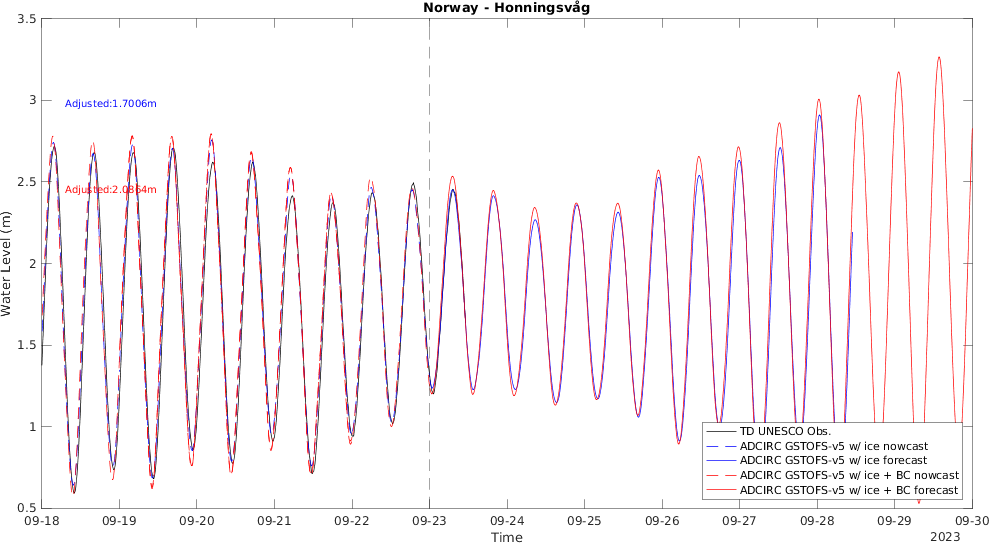 Norway - Honningsvåg
3.5
3
2.5
2
1.5
1
0.5
Water Level (m)
Adjusted:1.7006m
Adjusted:2.0864m
TD UNESCO Obs.
ADCIRC GSTOFS-v5 w/ ice nowcast
ADCIRC GSTOFS-v5 w/ ice forecast
ADCIRC GSTOFS-v5 w/ ice + BC nowcast
ADCIRC GSTOFS-v5 w/ ice + BC forecast
09-18 09-19 09-20 09-21 09-22 09-23 09-24 09-25 09-26 09-27 09-28 09-29 09-30
Time
2023